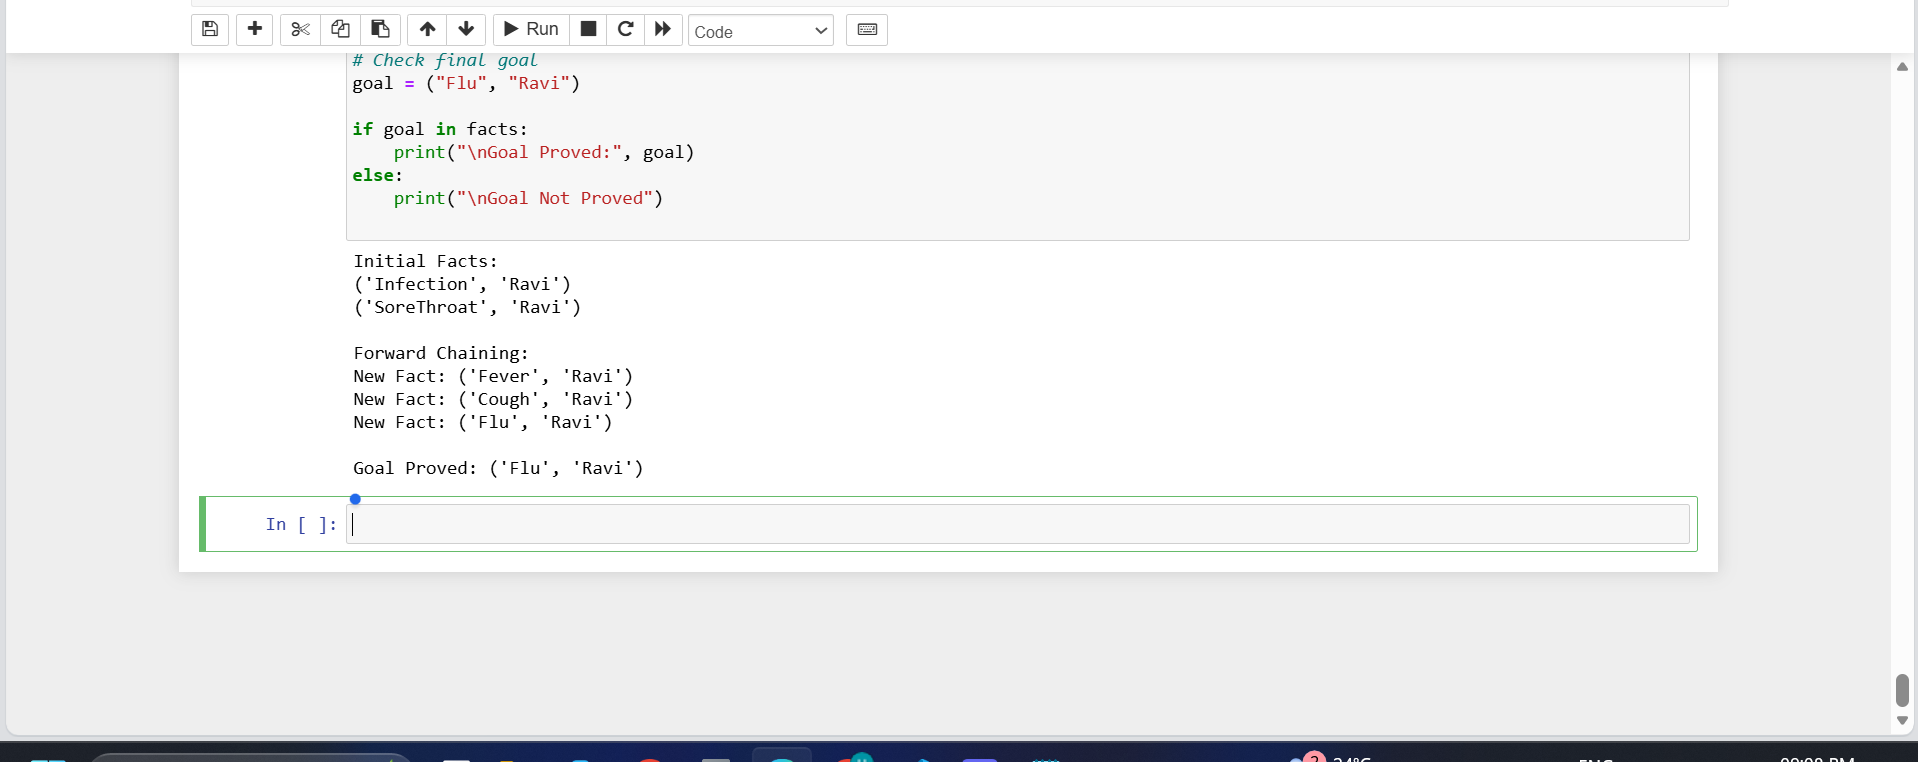 Run
Code
# Check final goal
goal = ("Flu", "Ravi")
if goal in facts:
    print("\nGoal Proved:", goal)
else:
    print("\nGoal Not Proved")
Initial Facts:
('Infection', 'Ravi')
('SoreThroat', 'Ravi')
Forward Chaining:
New Fact: ('Fever', 'Ravi')
New Fact: ('Cough', 'Ravi')
New Fact: ('Flu', 'Ravi')
Goal Proved: ('Flu', 'Ravi')
In [ ]: